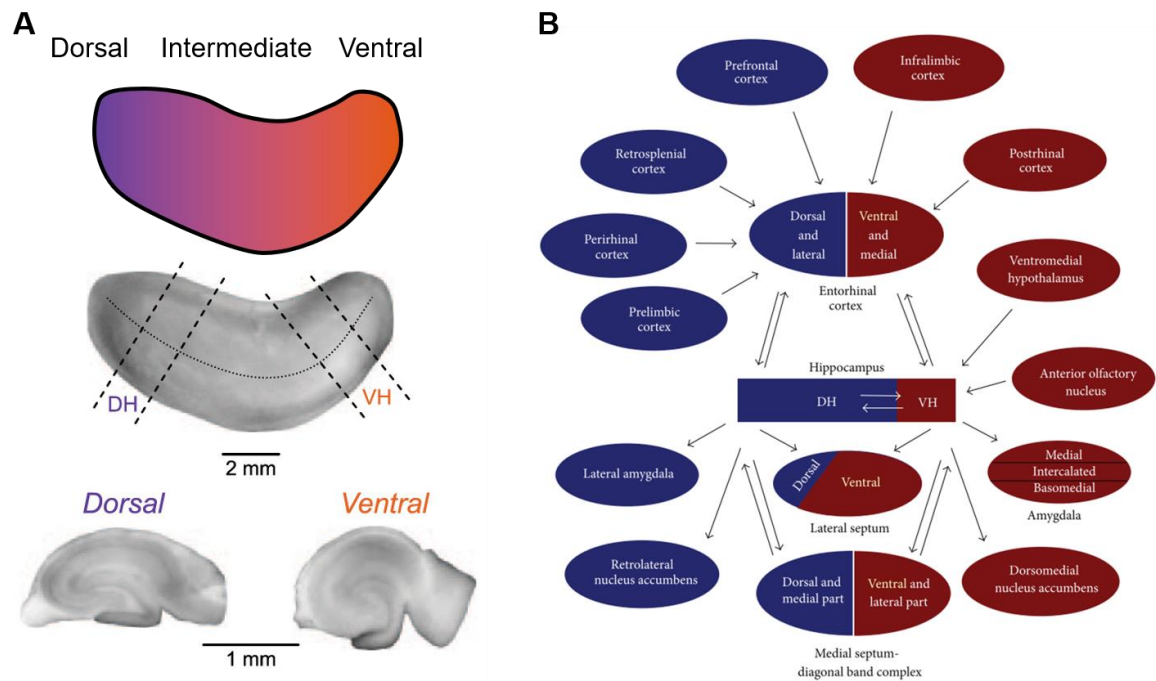 A
Dorsal Intermediate Ventral
DH
VH
2 mm
Dorsal
Ventral
1 mm
B
Prefrontal
cortex
Infralimbic
cortex
Retrosplenial
cortex
Postrhinal
cortex
Perirhinal
cortex
Dorsal
and
lateral
Ventral
and
medial
Entorhinal
cortex
Ventromedial
hypothalamus
Prelimbic
cortex
Hippocampus
DH
VH
Anterior olfactory
nucleus
Lateral amygdala
Dorsal
Ventral
Lateral septum
Medial
Intercalated
Basomedial
Amygdala
Retrolateral
nucleus accumbens
Dorsal and
medial part
Ventral and
lateral part
Medial septum-
diagonal band complex
Dorsomedial
nucleus accumbens